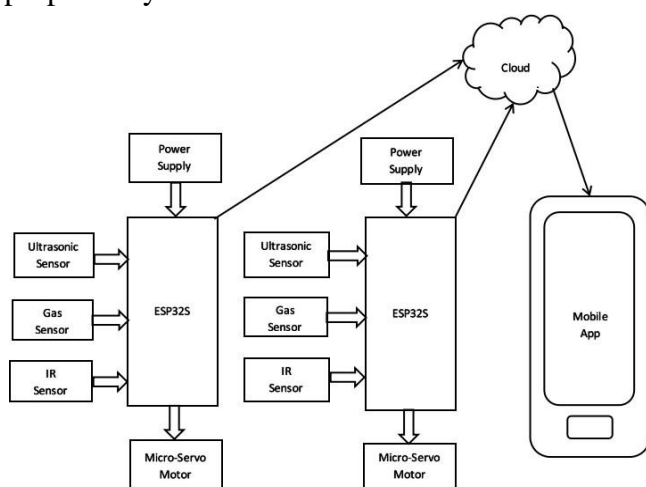 Cloud
Power
Supply
Power
Supply
Ultrasonic
Sensor
ESP32S
Gas
Sensor
IR
Sensor
Micro-Servo
Motor
Ultrasonic
Sensor
ESP32S
Gas
Sensor
IR
Sensor
Micro-Servo
Motor
Mobile
App